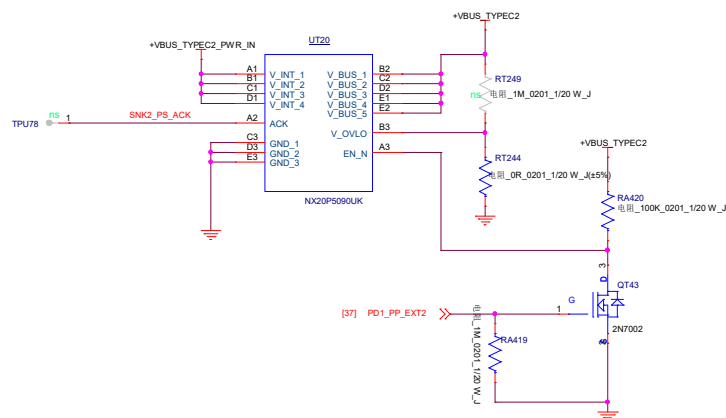 UT20
+VBUS_TYPEC2
+VBUS_TYPEC2_PWR_IN
A1 V_INT_1 V_BUS_1 B2
B1 V_INT_2 V_BUS_2 C2
C1 V_INT_3 V_BUS_3 D2
D1 V_INT_4 V_BUS_4 E1
V_BUS_5 E2
RT249
ns
电阻_1M_0201_1/20 W_J
ns
TPU78 1 SNK2_PS_ACK A2 ACK
V_OVLO B3
C3 GND_1 EN_N A3
D3 GND_2
E3 GND_3
NX20P5090UK
RT244
电阻_0R_0201_1/20 W_J(±5%)
+VBUS_TYPEC2
RA420
电阻_100K_0201_1/20 W_J
3
D
QT43
G
1
2N7002
[37] PD1_PP_EXT2
RA419
电阻_1M_0201_1/20 W_J